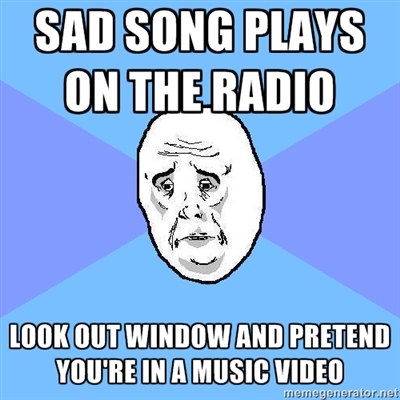 SAD SONG PLAYS
ON THE RADIO
LOOK OUT WINDOW AND PRETEND
YOU'RE IN A MUSIC VIDEO
memegenerator.net